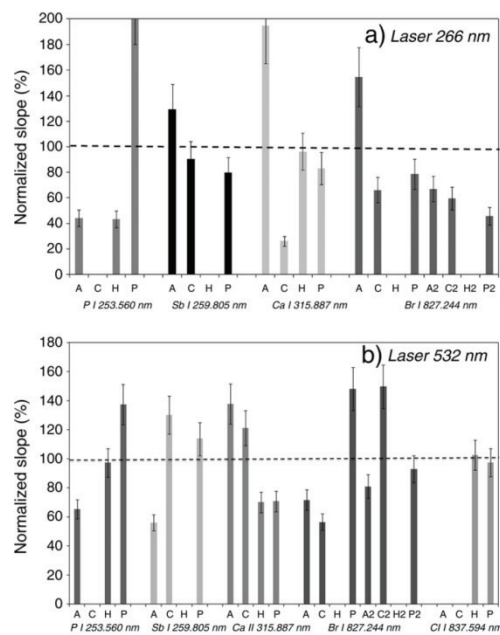 a) Laser 266 nm
Normalized slope (%)
200
180
160
140
120
100
80
60
40
20
0
A C H P A C H P A C H P A C H P A2 C2 H2 P2
P I 253.560 nm Sb I 259.805 nm Ca I 315.887 nm Br I 827.244 nm
b) Laser 532 nm
Normalized slope (%)
180
160
140
120
100
80
60
40
20
0
A C H P A C H P A C H P A C H P A2 C2 H2 P2 A C H P
P I 253.560 nm Sb I 259.805 nm Ca II 315.887 nm Br I 827.244 nm Cl I 837.594 nm